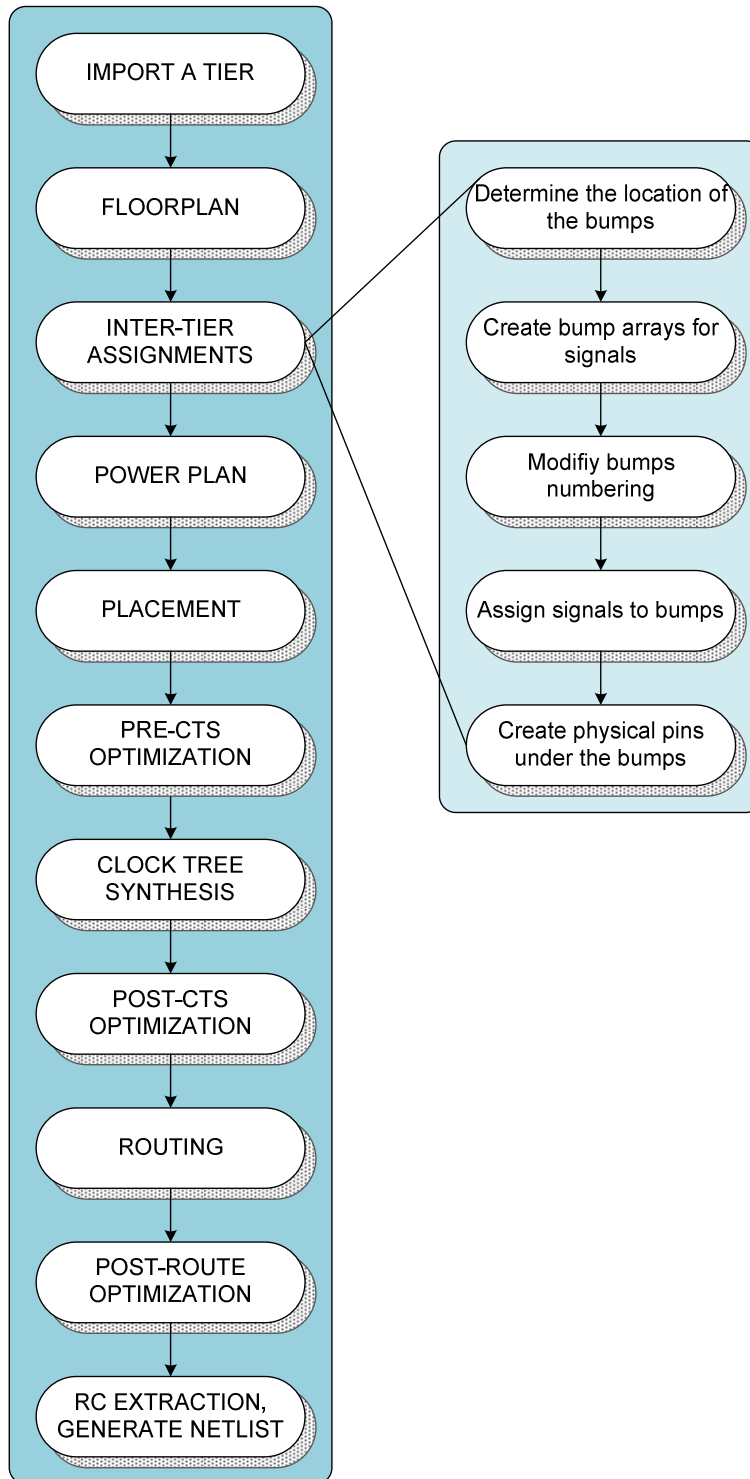 IMPORT A TIER
FLOORPLAN
INTER-TIER
ASSIGNMENTS
POWER PLAN
PLACEMENT
PRE-CTS
OPTIMIZATION
CLOCK TREE
SYNTHESIS
POST-CTS
OPTIMIZATION
ROUTING
POST-ROUTE
OPTIMIZATION
RC EXTRACTION,
GENERATE NETLIST
Determine the location of
the bumps
Create bump arrays for
signals
Modifiy bumps
numbering
Assign signals to bumps
Create physical pins
under the bumps